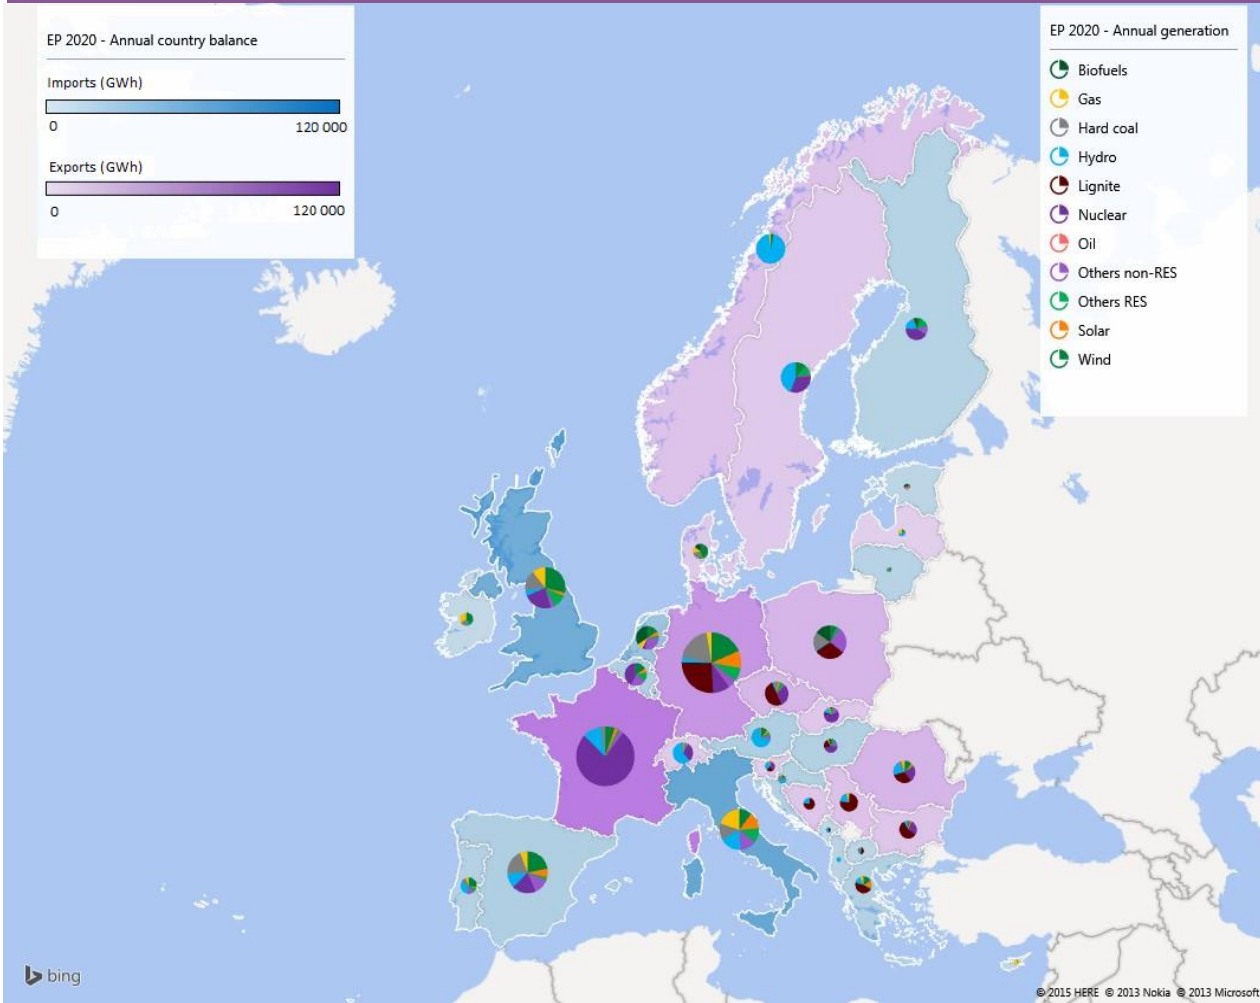 EP 2020 - Annual country balance
Imports (GWh)
0 120 000
Exports (GWh)
0 120 000
EP 2020 - Annual generation
Biofuels
Gas
Hard coal
Hydro
Lignite
Nuclear
Oil
Others non-RES
Others RES
Solar
Wind
bing
© 2015 HERE © 2013 Nokia © 2013 Microsoft